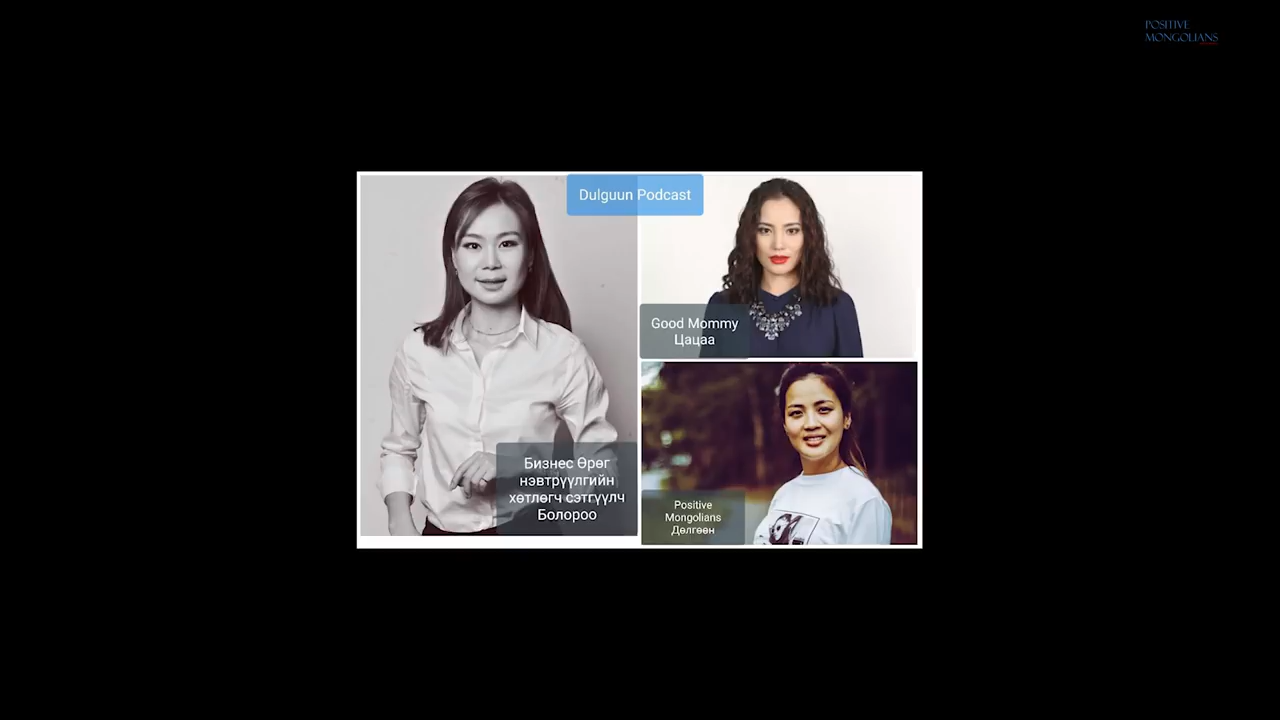 POSITIVE
MONGOLIANS
Dulguun Podcast
Good Mommy
Цацаа
Бизнес Өрөг
нэвтрүүлгийн
хөтлөгч сэтгүүлч
Болороо
Positive
Mongolians
Дөлгөөн